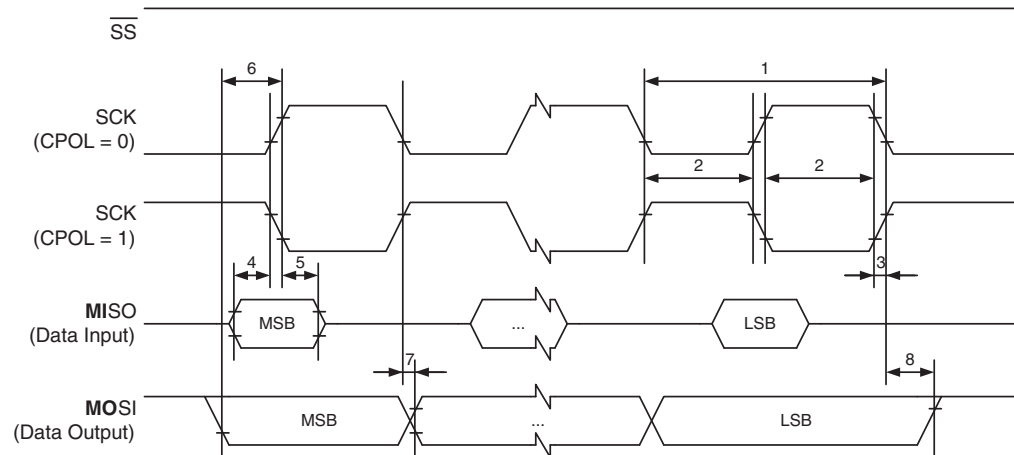 SS
6
1
SCK
(CPOL = 0)
2
2
SCK
(CPOL = 1)
4
5
3
MISO
(Data Input)
MSB
...
LSB
7
8
MOSI
(Data Output)
MSB
...
LSB